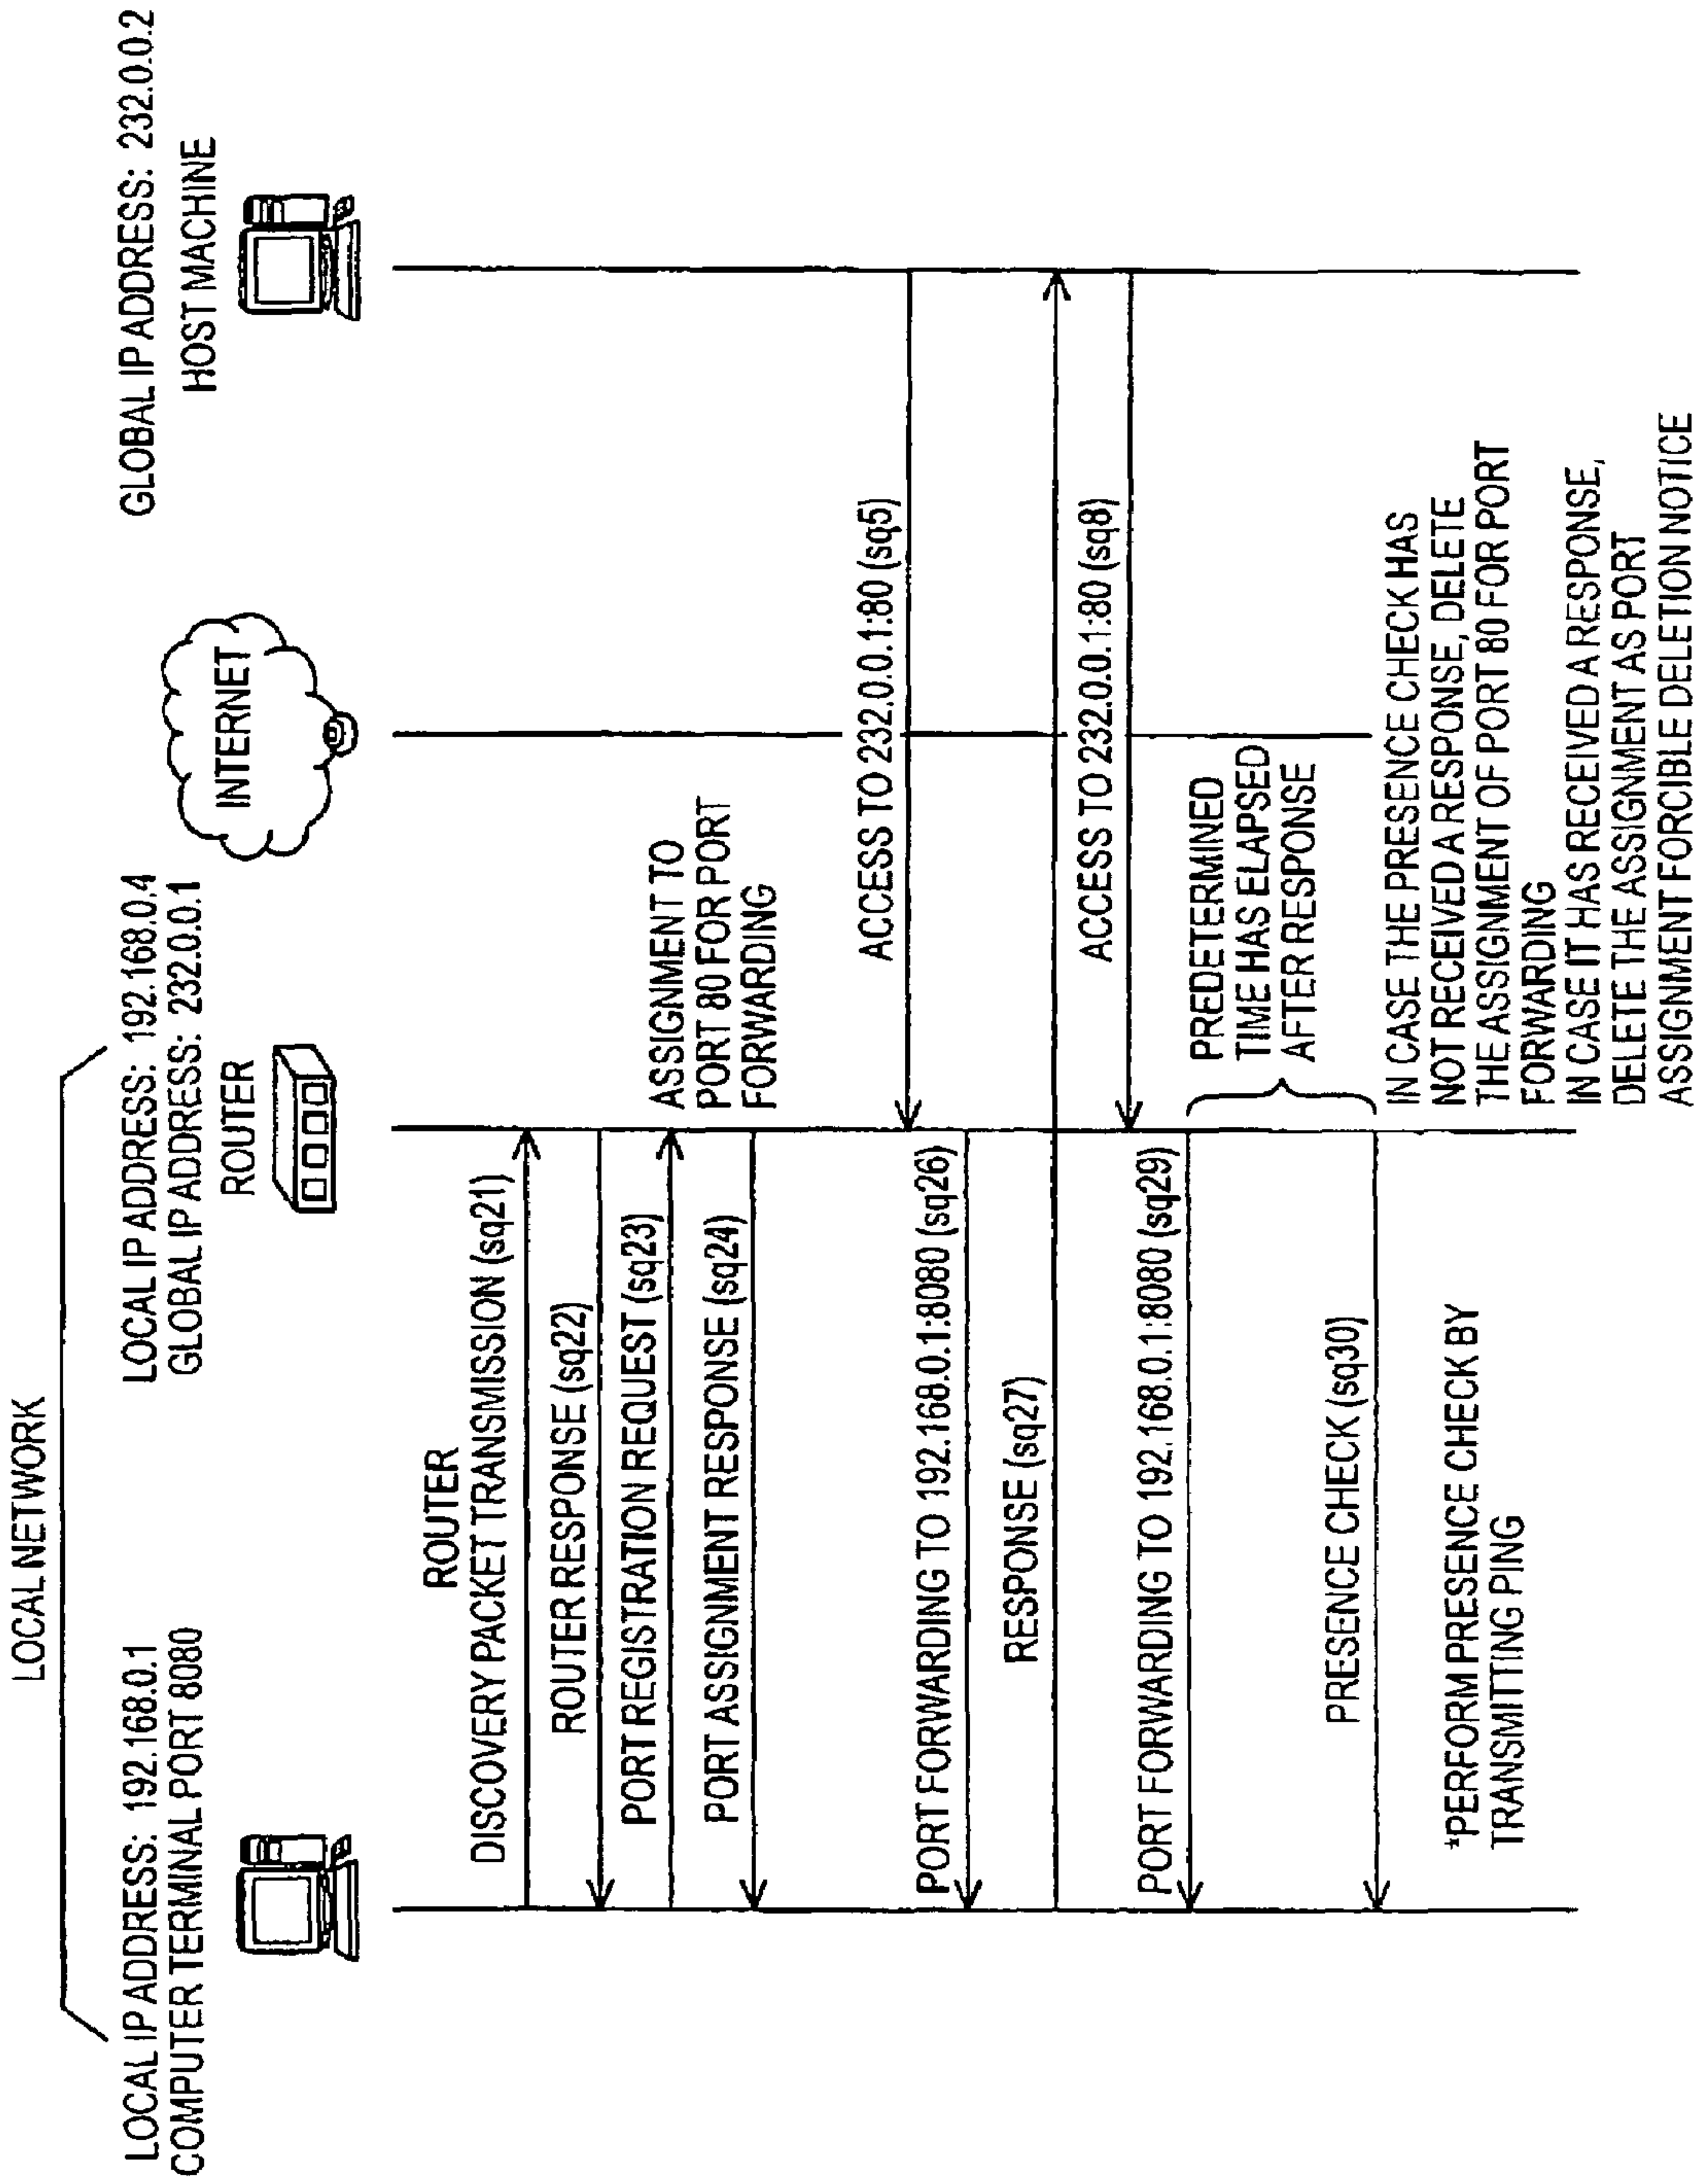 LOCAL NETWORK
LOCAL IP ADDRESS: 192.168.0.1
COMPUTER TERMINAL PORT 8080
LOCAL IP ADDRESS: 192.168.0.4
GLOBAL IP ADDRESS: 232.0.0.1
ROUTER
INTERNET
GLOBAL IP ADDRESS: 232.0.0.2
HOST MACHINE
ROUTER
DISCOVERY PACKET TRANSMISSION (sq21)
ROUTER RESPONSE (sq22)
PORT REGISTRATION REQUEST (sq23)
ASSIGNMENT TO
PORT 80 FOR PORT
FORWARDING
PORT ASSIGNMENT RESPONSE (sq24)
ACCESS TO 232.0.0.1:80 (sq5)
PORT FORWARDING TO 192.168.0.1:8080 (sq26)
RESPONSE (sq27)
ACCESS TO 232.0.0.1:80 (sq8)
PORT FORWARDING TO 192.168.0.1:8080 (sq29)
PREDETERMINED
TIME HAS ELAPSED
AFTER RESPONSE
PRESENCE CHECK (sq30)
*PERFORM PRESENCE CHECK BY
TRANSMITTING PING
IN CASE THE PRESENCE CHECK HAS
NOT RECEIVED A RESPONSE, DELETE
THE ASSIGNMENT OF PORT 80 FOR PORT
FORWARDING
IN CASE IT HAS RECEIVED A RESPONSE,
DELETE THE ASSIGNMENT AS PORT
ASSIGNMENT FORCIBLE DELETION NOTICE